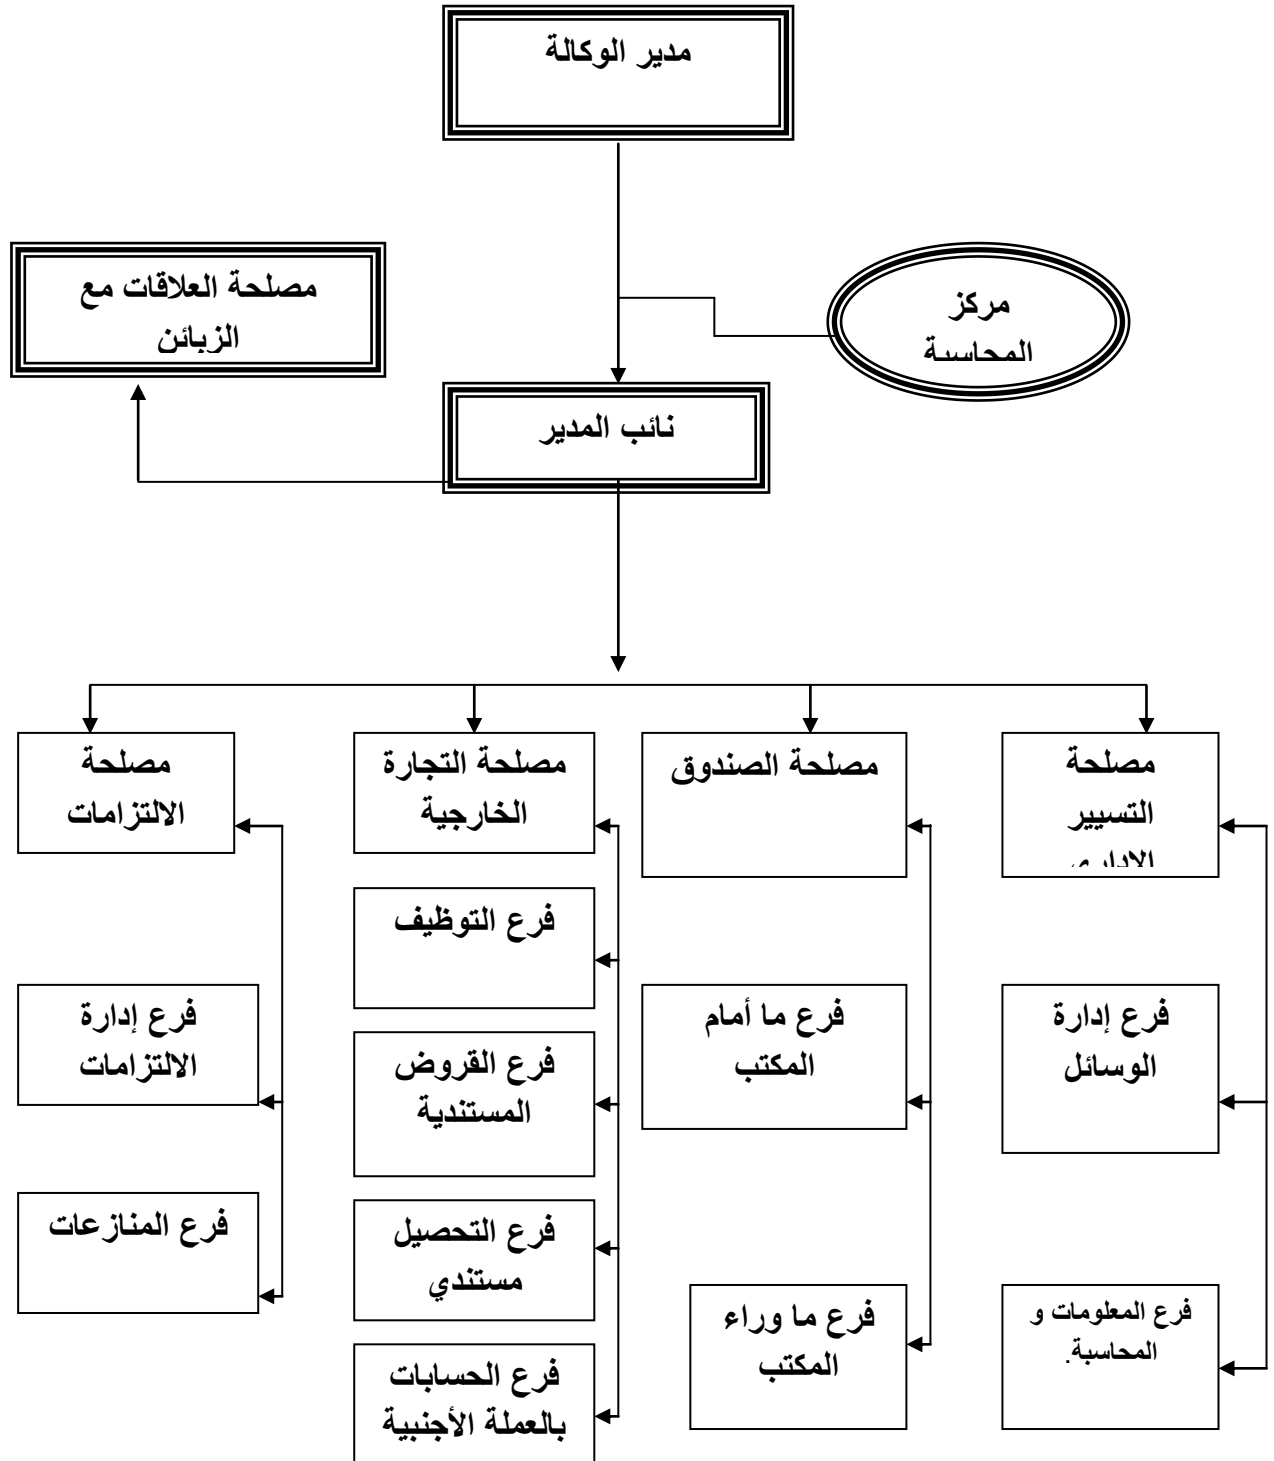 مدير الوكالة
مصلحة العلاقات مع
الزبائن
مركز
المحاسبة
نائب المدير
مصلحة
التسيير
الإداري
مصلحة الصندوق
مصلحة التجارة
الخارجية
مصلحة
الالتزامات
فرع إدارة
الوسائل
فرع المعلومات و
المحاسبة.
فرع ما أمام
المكتب
فرع ما وراء
المكتب
فرع التوظيف
فرع القروض
المستندية
فرع التحصيل
مستندي
فرع الحسابات
بالعملة الأجنبية
فرع إدارة
الالتزامات
فرع المنازعات